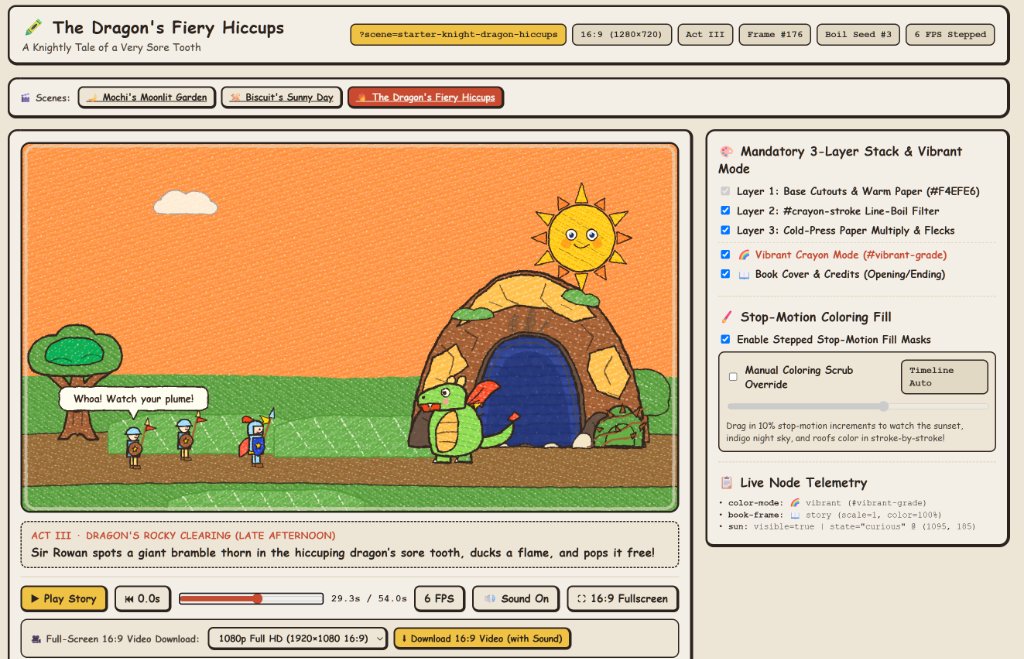 The Dragon's Fiery Hiccups
A Knightly Tale of a Very Sore Tooth
?scene=starter-knight-dragon-hiccups
16:9 (1280×720)
Act III
Frame #176
Boil Seed #3
6 FPS Stepped
Scenes:
Mochi's Moonlit Garden
Biscuit's Sunny Day
The Dragon's Fiery Hiccups
Whoa! Watch your plume!
ACT III · DRAGON'S ROCKY CLEARING (LATE AFTERNOON)
Sir Rowan spots a giant bramble thorn in the hiccuping dragon's sore tooth, ducks a flame, and pops it free!
▶ Play Story
⏮ 0.0s
29.3s / 54.0s
6 FPS
🔊 Sound On
⛶ 16:9 Fullscreen
Full-Screen 16:9 Video Download:
1080p Full HD (1920×1080 16:9)
⬇ Download 16:9 Video (with Sound)
Mandatory 3-Layer Stack & Vibrant
Mode
Layer 1: Base Cutouts & Warm Paper (#F4EFE6)
Layer 2: #crayon-stroke Line-Boil Filter
Layer 3: Cold-Press Paper Multiply & Flecks
🌈 Vibrant Crayon Mode (#vibrant-grade)
📖 Book Cover & Credits (Opening/Ending)
Stop-Motion Coloring Fill
Enable Stepped Stop-Motion Fill Masks
Manual Coloring Scrub
Override
Timeline
Auto
Drag in 10% stop-motion increments to watch the sunset,
indigo night sky, and roofs color in stroke-by-stroke!
Live Node Telemetry
• color-mode: 🌈 vibrant (#vibrant-grade)
• book-frame: 📖 story (scale=1, color=100%)
• sun: visible=true | state="curious" @ (1095, 185)